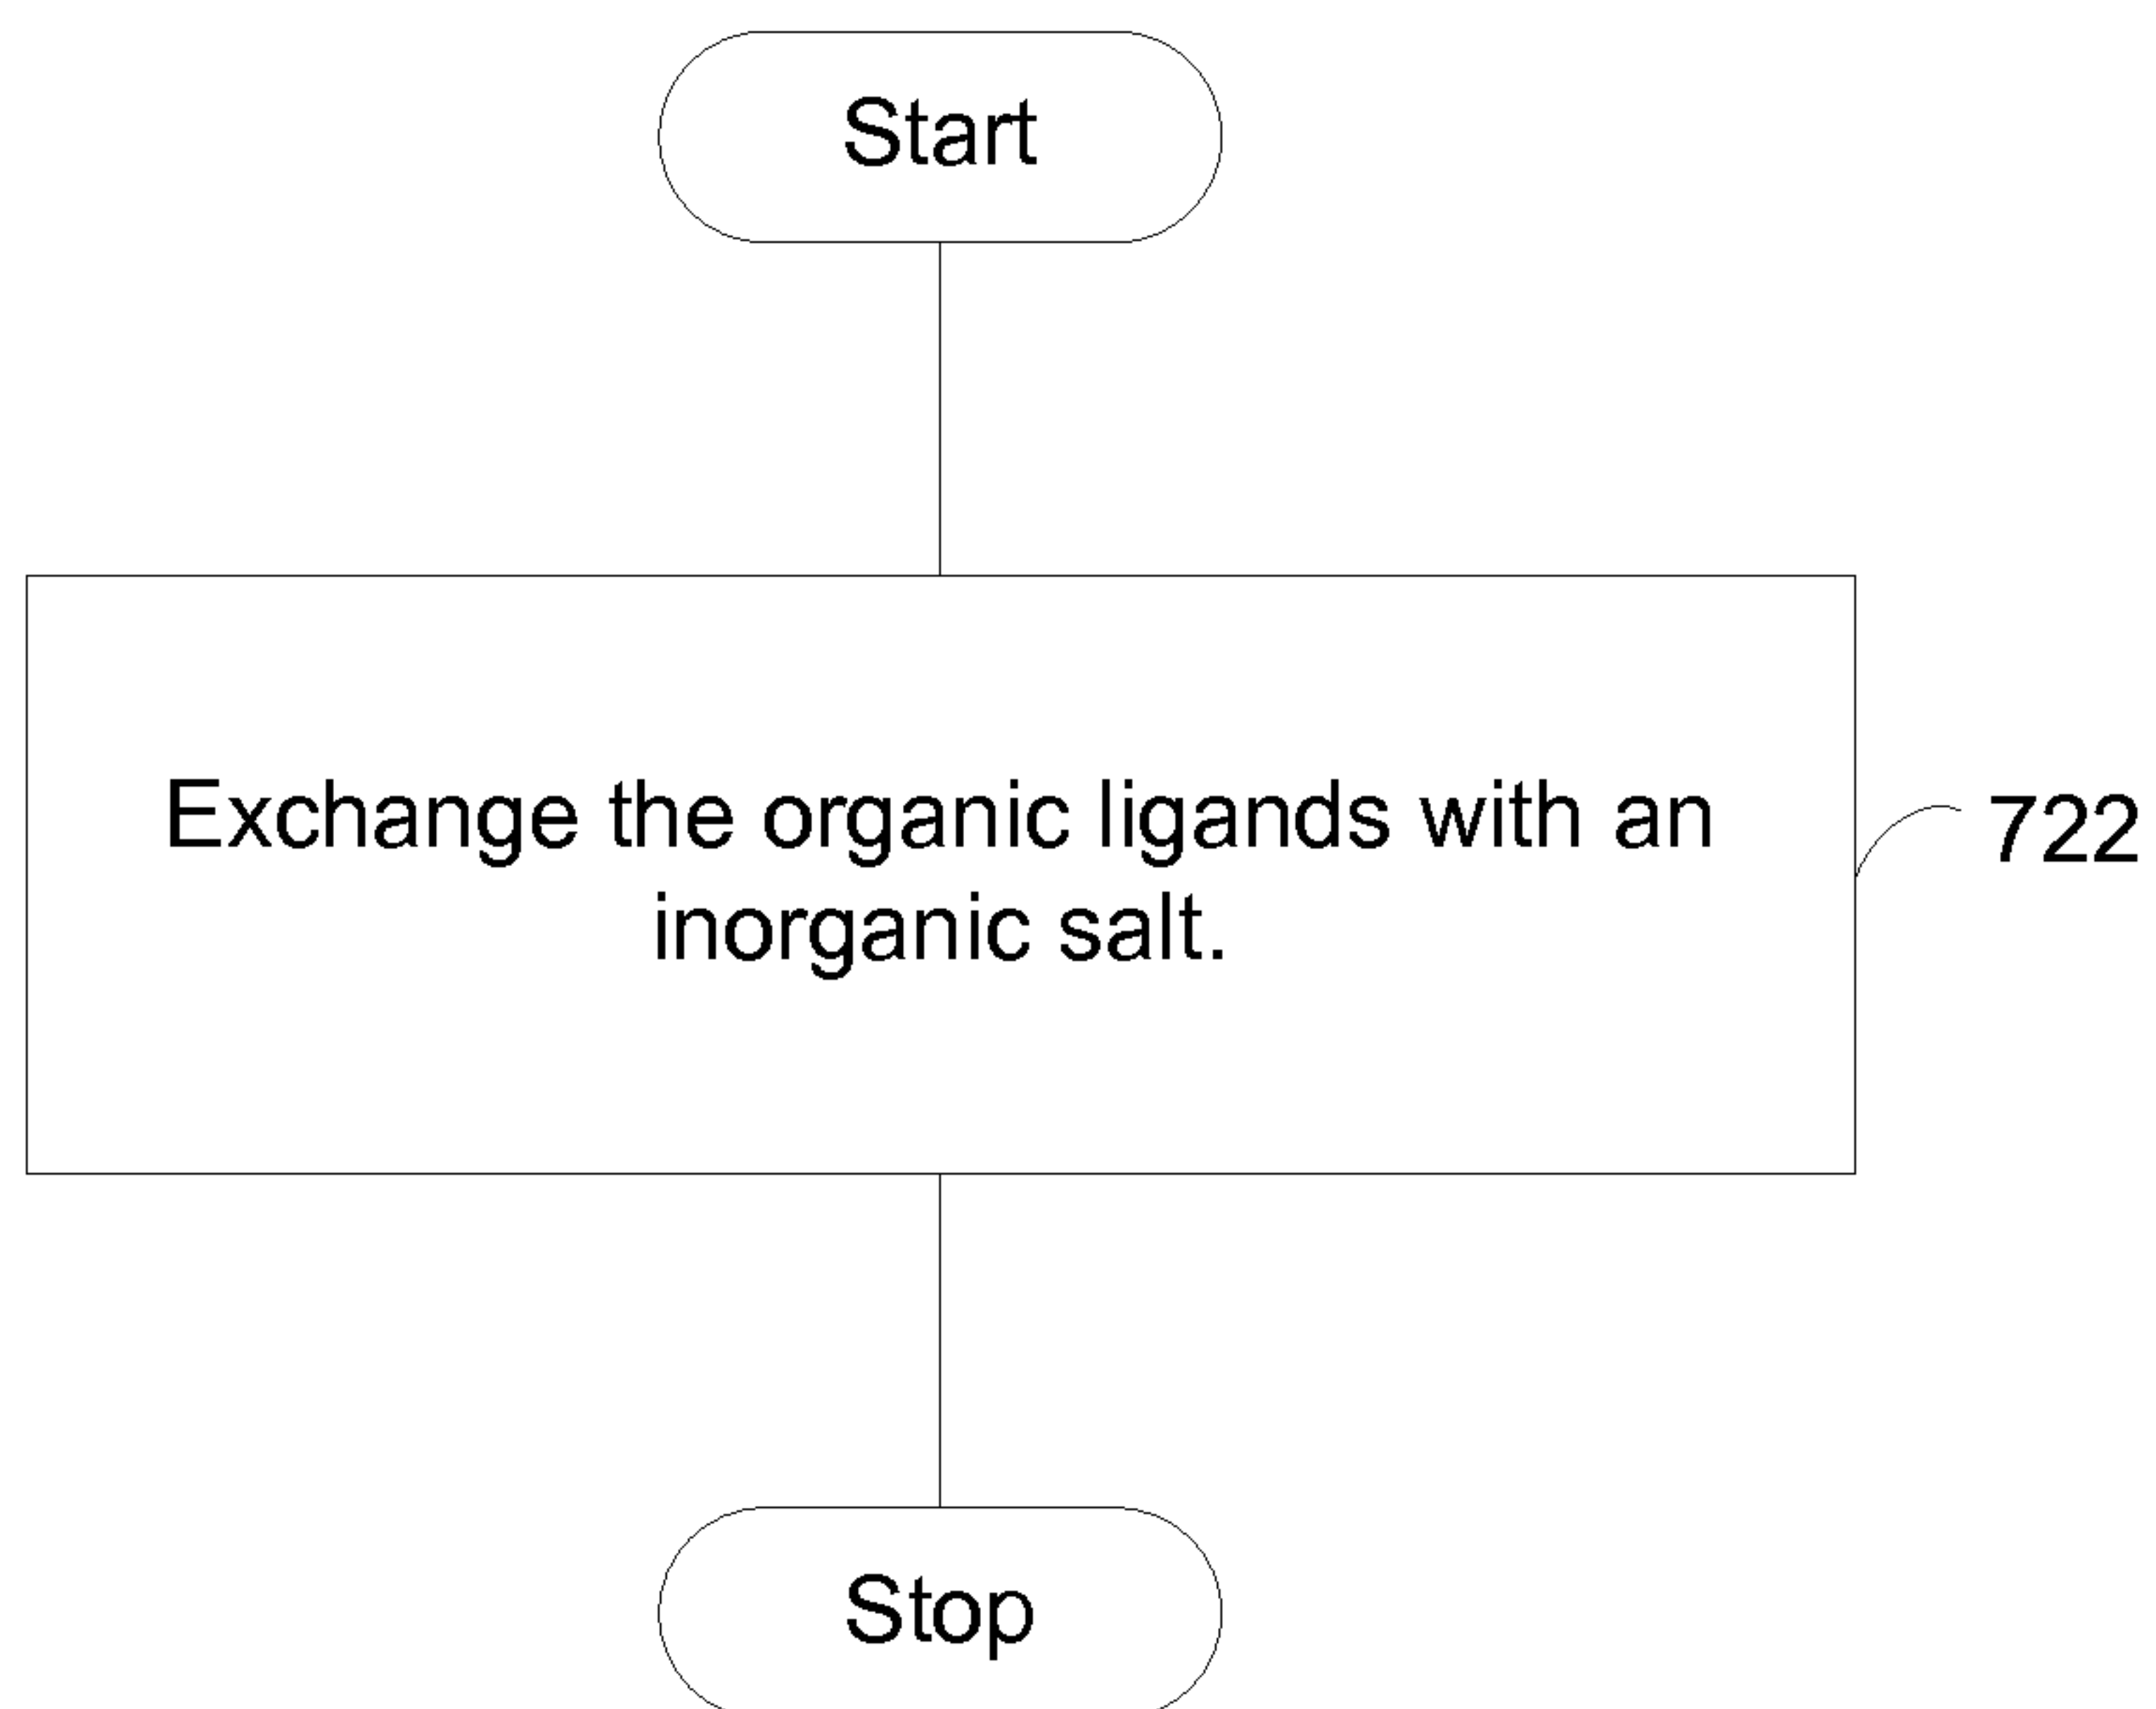 Start
Exchange the organic ligands with an
inorganic salt.
722
Stop